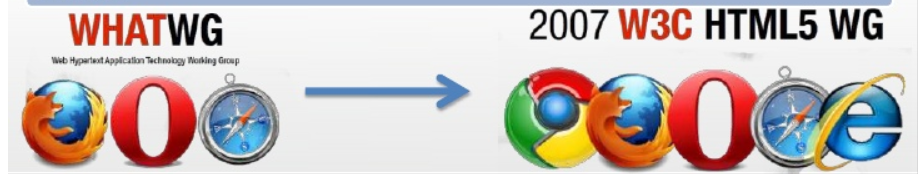 WHATWG
Web Hypertext Application Technology Working Group
2007 W3C HTML5 WG